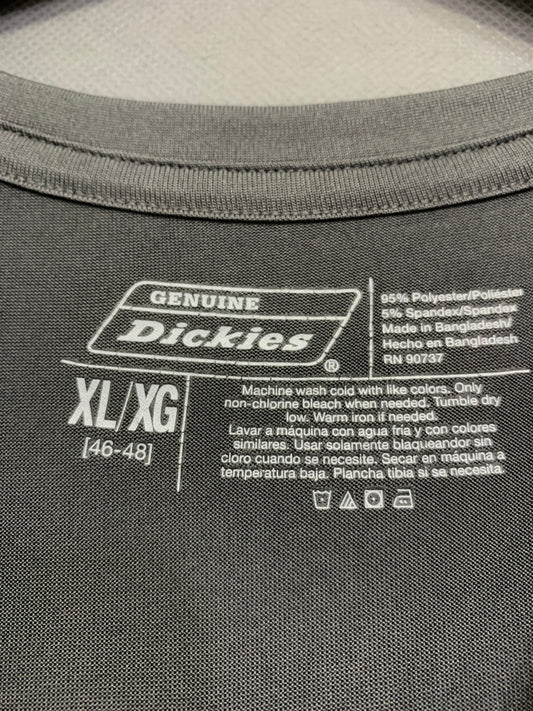 GENUINE
Dickies
®
95% Polyester/Poliéster
5% Spandex/Spandex
Made in Bangladesh/
Hecho en Bangladesh
RN 90737
XL/XG
[46-48]
Machine wash cold with like colors. Only
non-chlorine bleach when needed. Tumble dry
low. Warm iron if needed.
Lavar a máquina con agua fría y con colores
similares. Usar solamente blaqueandor sin
cloro cuando se necesite. Secar en máquina a
temperatura baja. Plancha tibia si se necesita.